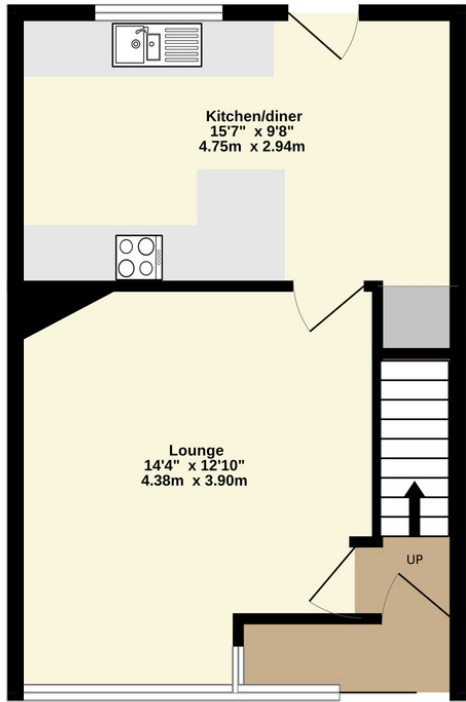 Kitchen/diner
15'7" x 9'8"
4.75m x 2.94m
Lounge
14'4" x 12'10"
4.38m x 3.90m
UP